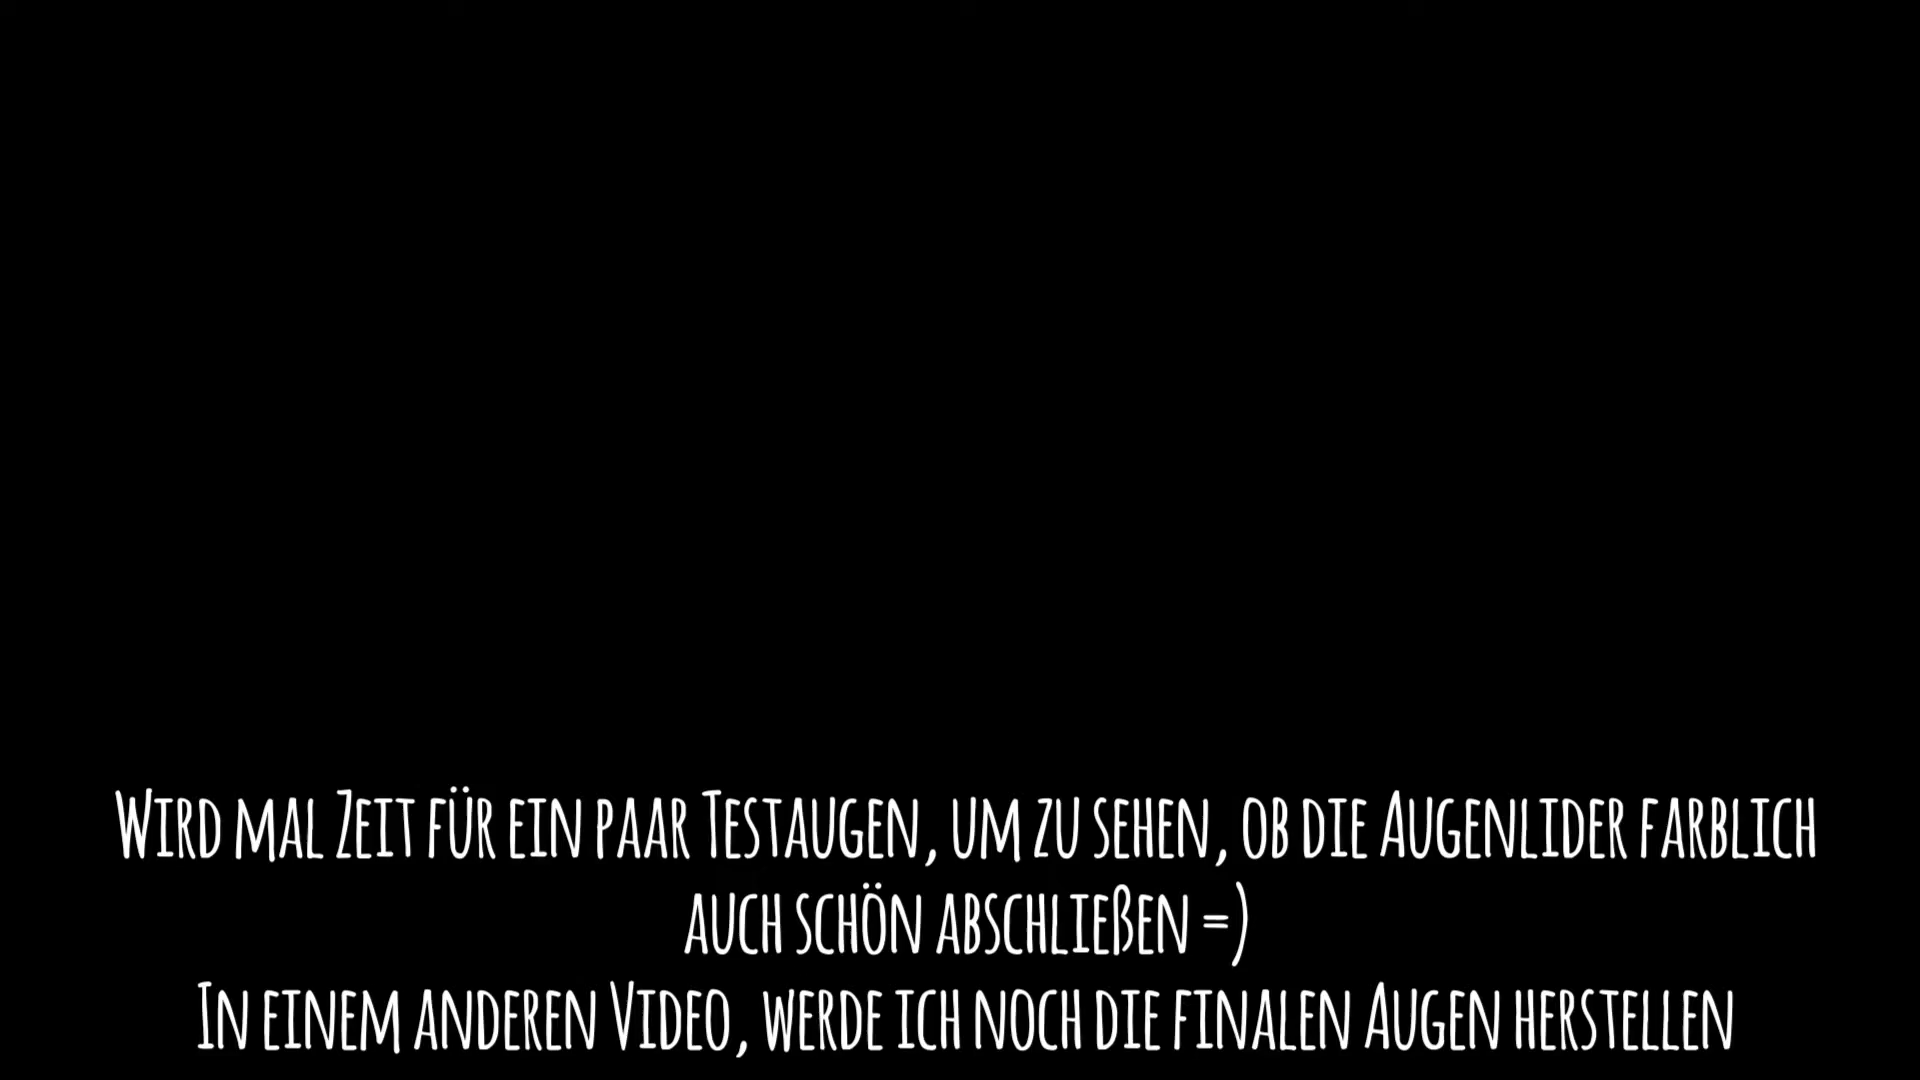 Wird mal Zeit für ein paar Testaugen, um zu sehen, ob die Augenlider farblich
auch schön abschließen =)
In einem anderen Video, werde ich noch die finalen Augen herstellen